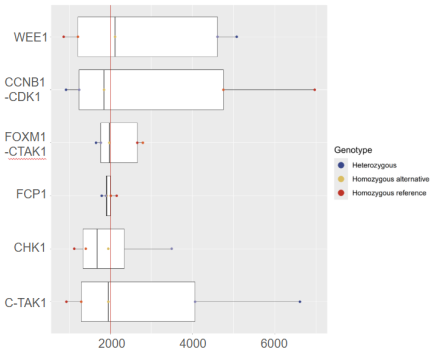 WEE1
CCNB1
-CDK1
FOXM1
-CTAK1
FCP1
CHK1
C-TAK1
2000
4000
6000
Genotype
Heterozygous
Homozygous alternative
Homozygous reference